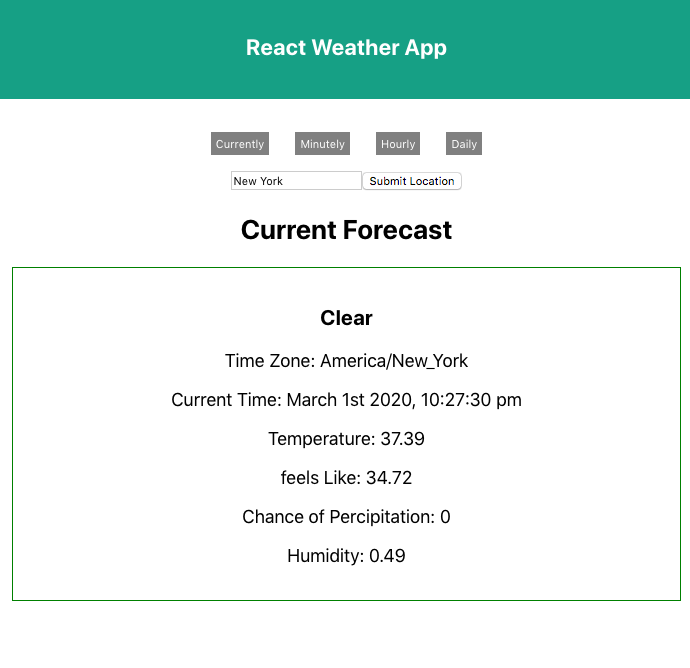 React Weather App
Currently Minutely Hourly Daily
New York Submit Location
Current Forecast
Clear
Time Zone: America/New_York
Current Time: March 1st 2020, 10:27:30 pm
Temperature: 37.39
feels Like: 34.72
Chance of Percipitation: 0
Humidity: 0.49